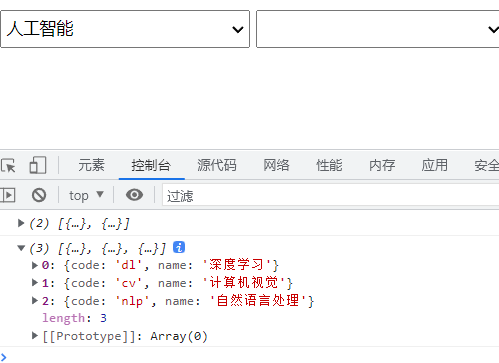 人工智能
元素 控制台 源代码 网络 性能 内存 应用 安全
top ▼ 过滤
▶ (2) [{…}, {…}]
▼ (3) [{…}, {…}, {…}] i
▶ 0: {code: 'dl', name: '深度学习'}
▶ 1: {code: 'cv', name: '计算机视觉'}
▶ 2: {code: 'nlp', name: '自然语言处理'}
length: 3
▶ [[Prototype]]: Array(0)
>